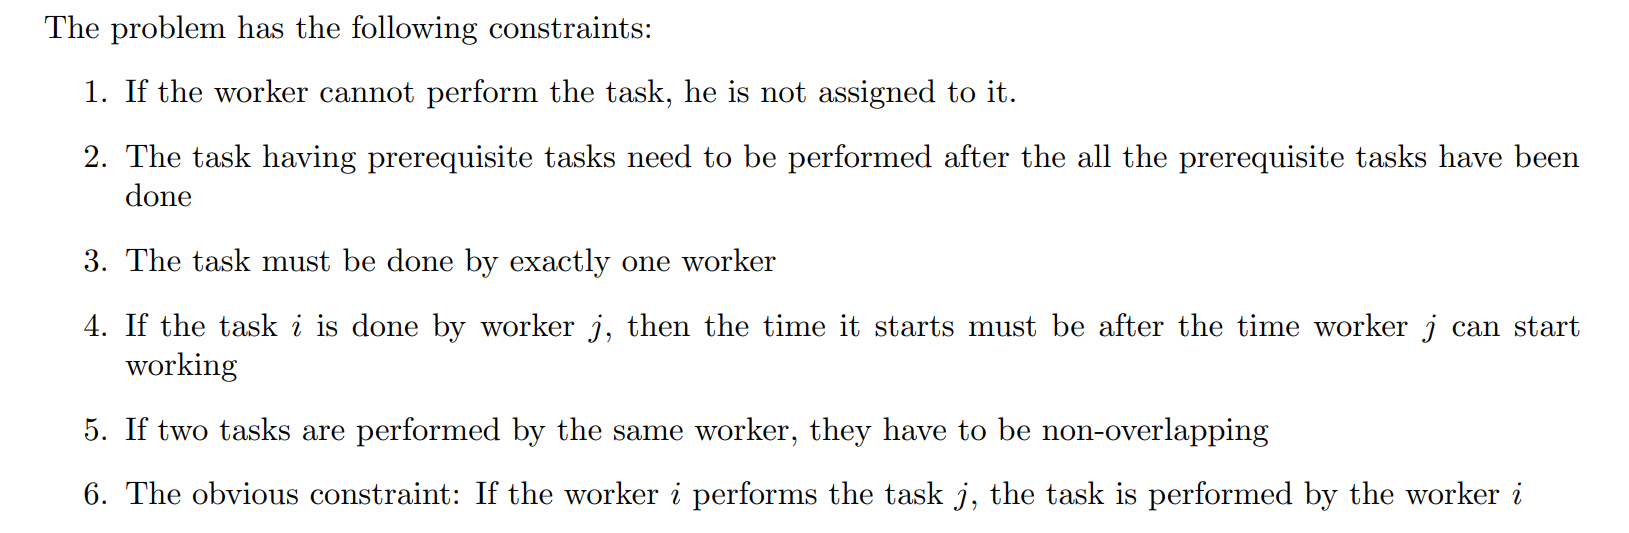 The problem has the following constraints:
1. If the worker cannot perform the task, he is not assigned to it.
2. The task having prerequisite tasks need to be performed after the all the prerequisite tasks have been
done
3. The task must be done by exactly one worker
4. If the task i is done by worker j, then the time it starts must be after the time worker j can start
working
5. If two tasks are performed by the same worker, they have to be non-overlapping
6. The obvious constraint: If the worker i performs the task j, the task is performed by the worker i